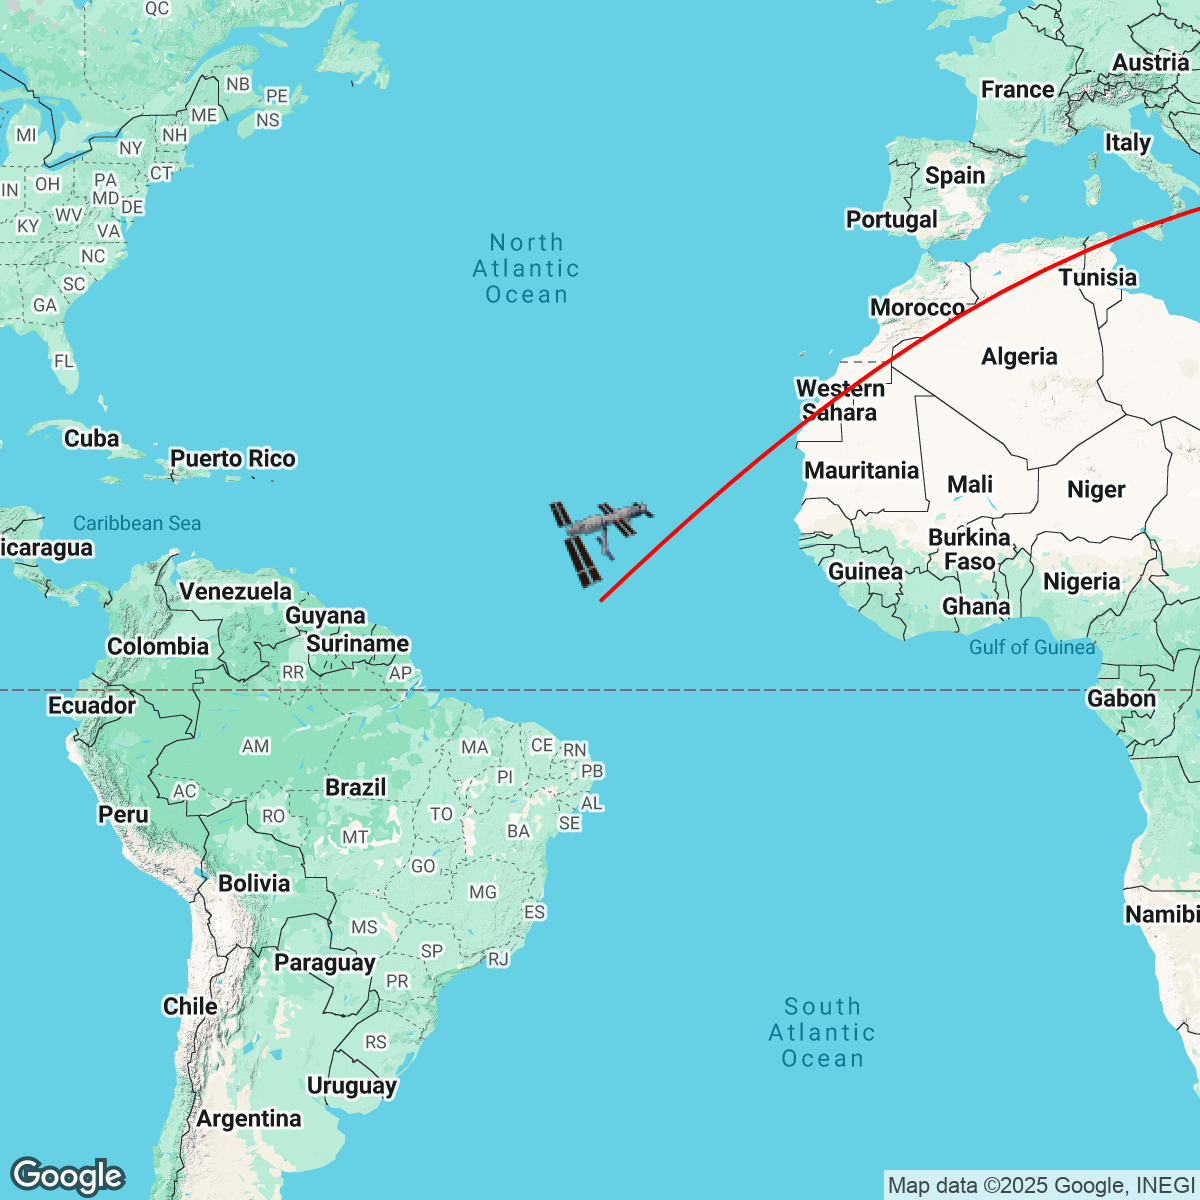 QC
NB
PE
ME
NS
MI
NH
NY
CT
IN
OH
PA
MD
DE
WV
KY
VA
NC
SC
GA
FL
Austria
France
Italy
Spain
Portugal
North
Atlantic
Ocean
Tunisia
Morocco
Algeria
Western
Sahara
Cuba
Puerto Rico
Mauritania
Mali
Niger
Caribbean Sea
icaragua
Burkina
Faso
Guinea
Nigeria
Ghana
Gulf of Guinea
Venezuela
Guyana
Suriname
Colombia
RR
AP
Ecuador
Gabon
AM
MA
CE
RN
PI
PB
AC
Brazil
AL
Peru
RO
TO
SE
MT
BA
GO
Bolivia
MG
ES
MS
Namibi
SP
RJ
Paraguay
PR
Chile
South
Atlantic
Ocean
RS
Uruguay
Argentina
Google
Map data ©2025 Google, INEGI